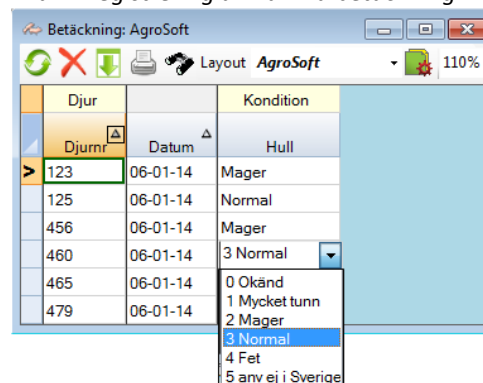 Betäckning: AgroSoft
Layout AgroSoft 110%
Djur Kondition
Djurnr Datum Hull
123 06-01-14 Mager
125 06-01-14 Normal
456 06-01-14 Mager
460 06-01-14 3 Normal
465 06-01-14
479 06-01-14
0 Okänd
1 Mycket tunn
2 Mager
3 Normal
4 Fet
5 anv ej i Sverige